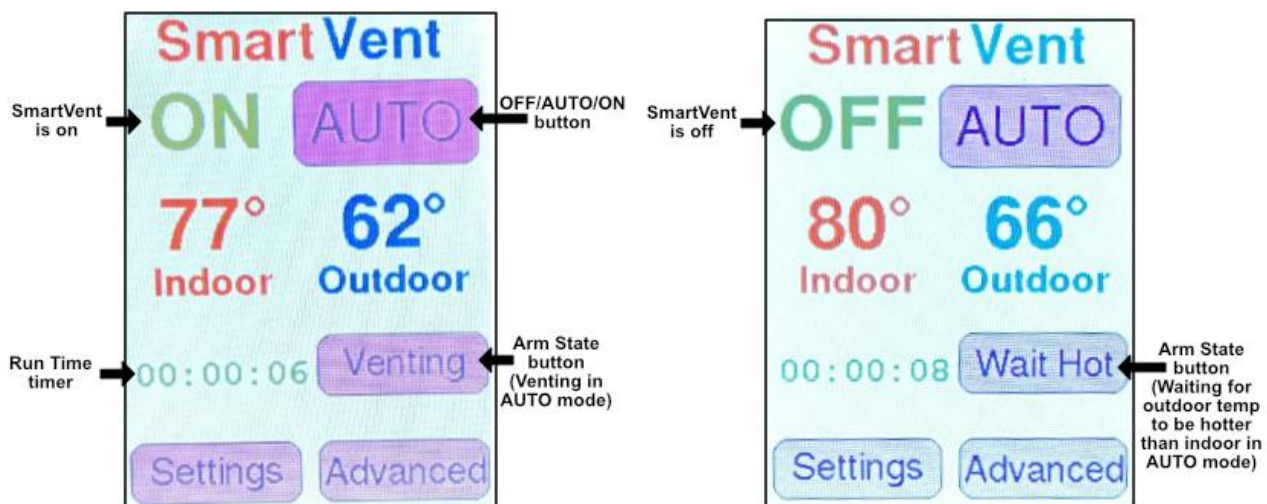 SmartVent
ON
AUTO
77°
62°
Indoor
Outdoor
00:00:06
Venting
Settings
Advanced
SmartVent
is on
OFF/AUTO/ON
button
Run Time
timer
Arm State
button
(Venting in
AUTO mode)
SmartVent
OFF
AUTO
80°
66°
Indoor
Outdoor
00:00:08
Wait Hot
Settings
Advanced
SmartVent
is off
Arm State
button
(Waiting for
outdoor temp
to be hotter
than indoor in
AUTO mode)